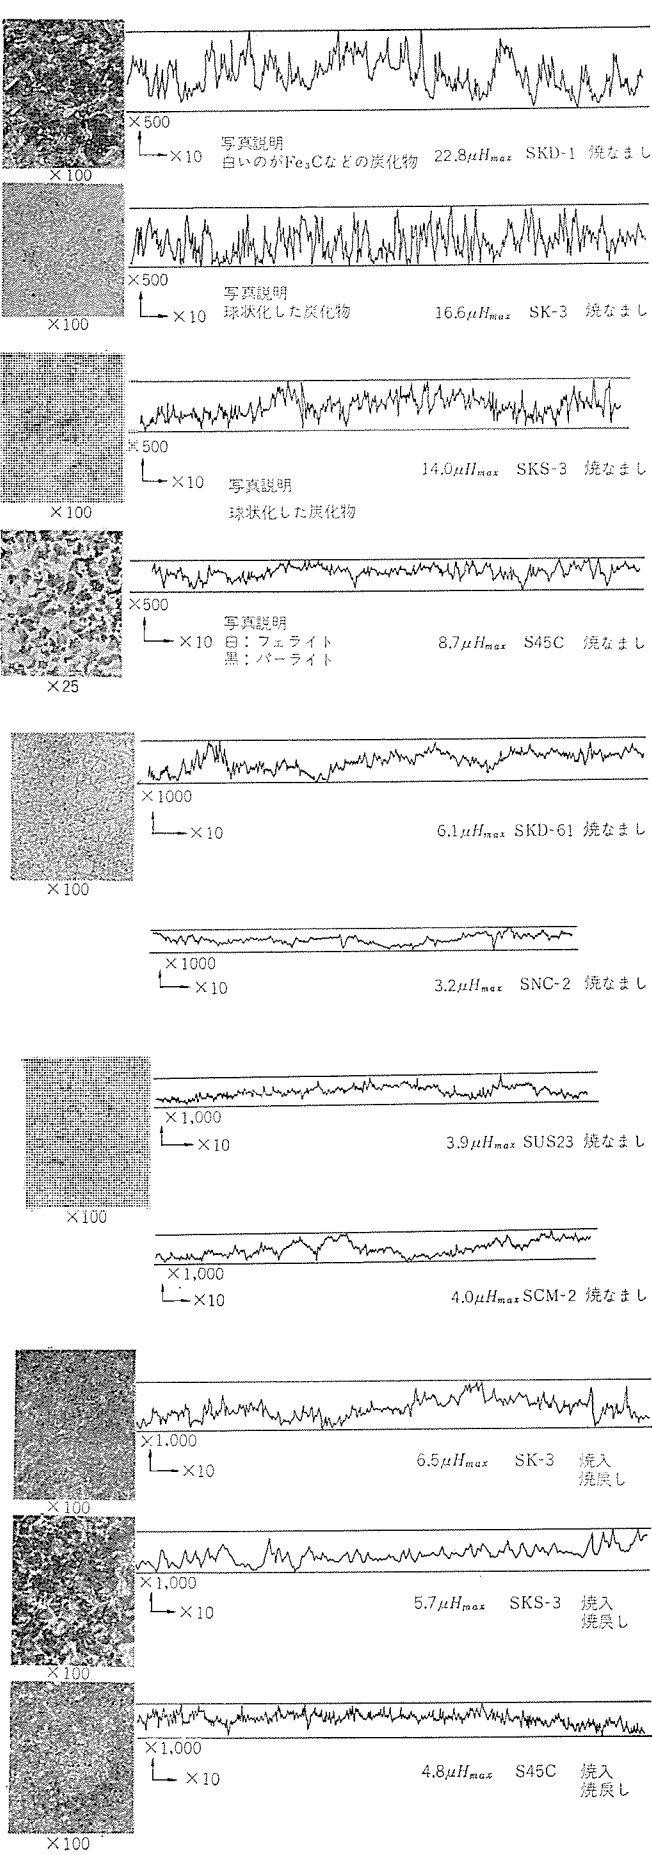 ×500
×10
写真説明
白いのがFe₃Cなどの炭化物
22.8μHmax SKD-1 焼なまし
×100
×500
×10
写真説明
球状化した炭化物
16.6μHmax SK-3 焼なまし
×100
×500
×10
写真説明
球状化した炭化物
14.0μHmax SKS-3 焼なまし
×100
×500
×10
写真説明
白：フェライト
黒：パーライト
8.7μHmax S45C 焼なまし
×25
×1000
×10
6.1μHmax SKD-61 焼なまし
×100
×1000
×10
3.2μHmax SNC-2 焼なまし
×1,000
×10
3.9μHmax SUS23 焼なまし
×100
×1,000
×10
4.0μHmax SCM-2 焼なまし
×1.000
×10
6.5μHmax SK-3 焼入
焼戻し
×100
×1,000
×10
5.7μHmax SKS-3 焼入
焼戻し
×100
×1,000
×10
4.8μHmax S45C 焼入
焼戻し
×100